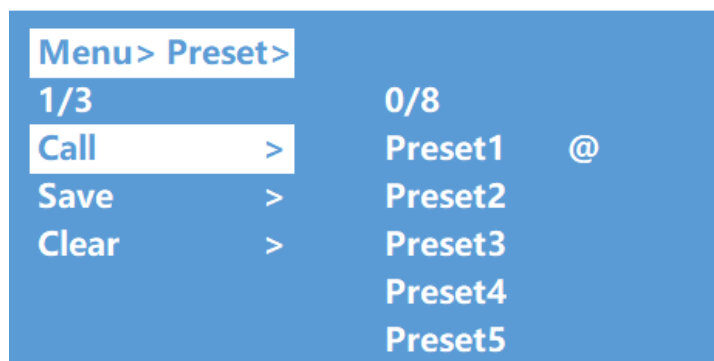 Menu> Preset>
1/3 0/8
Call > Preset1 @
Save > Preset2
Clear > Preset3
Preset4
Preset5